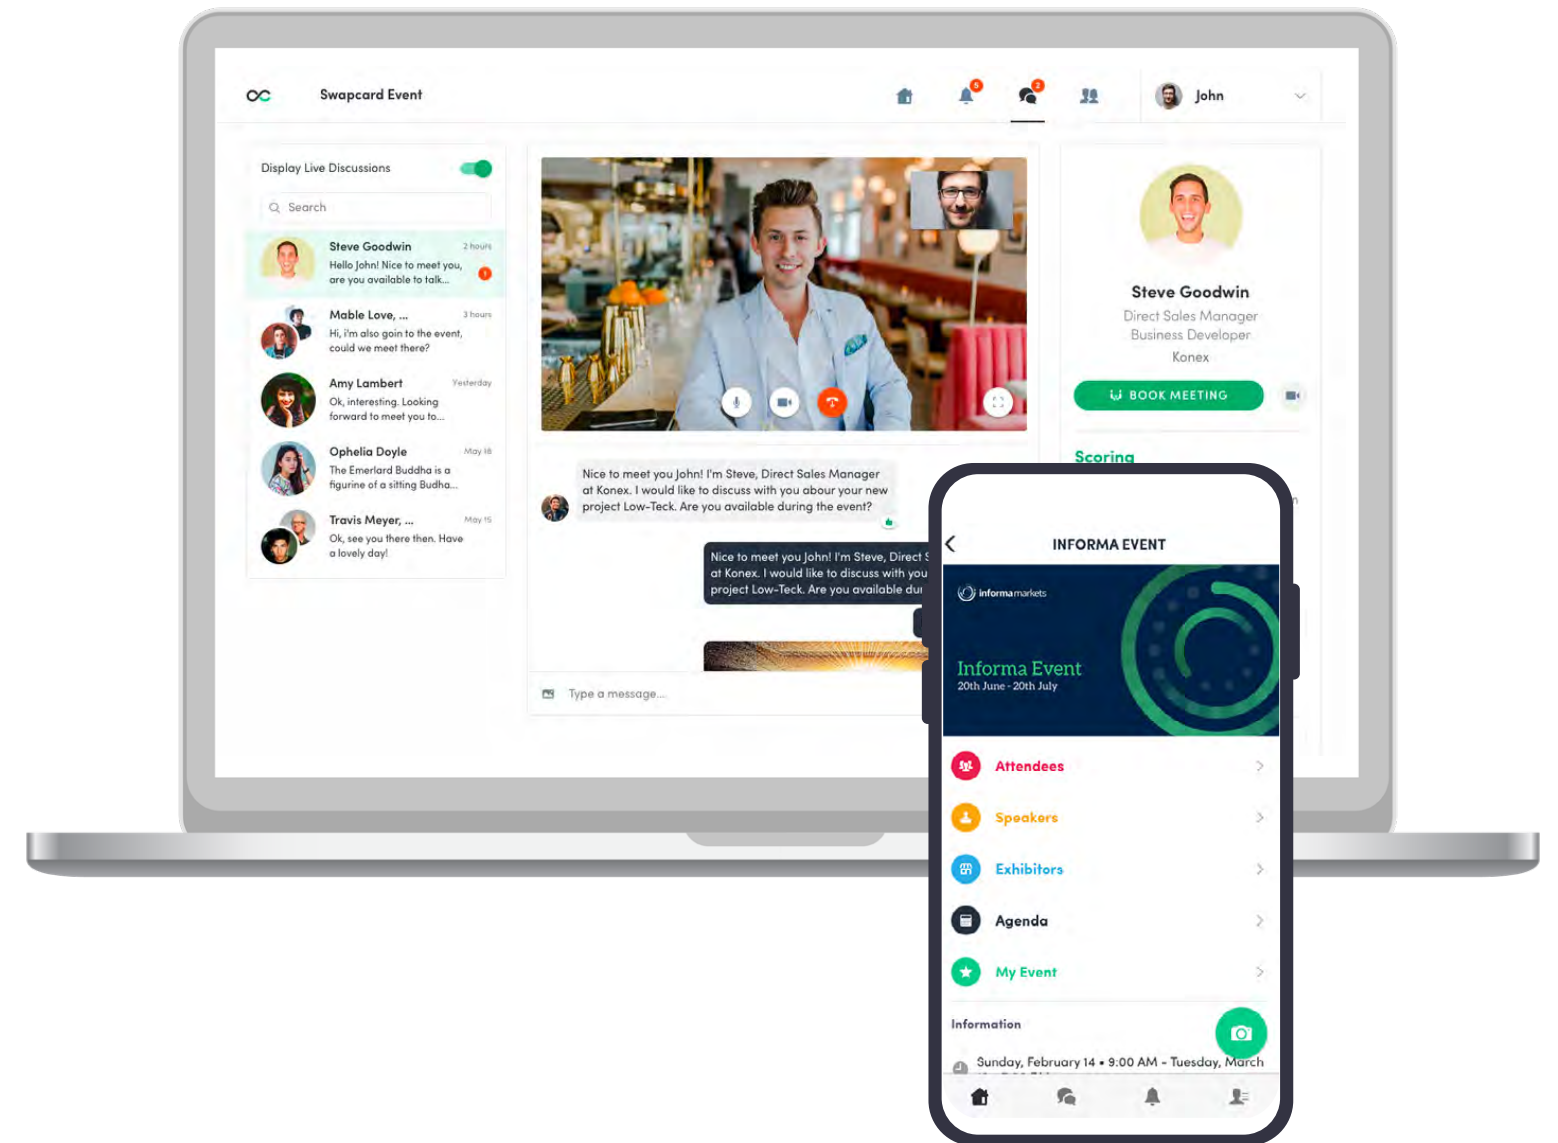 Swapcard Event
5
2
John
Display Live Discussions
Search
Steve Goodwin
2 hours
Hello John! Nice to meet you,
are you available to talk...
1
Mable Love, ...
3 hours
Hi, i'm also goin to the event,
could we meet there?
Amy Lambert
Yesterday
Ok, interesting. Looking
forward to meet you to...
Ophelia Doyle
May 18
The Emerlard Buddha is a
figurine of a sitting Budha...
Travis Meyer, ...
May 15
Ok, see you there then. Have
a lovely day!
Nice to meet you John! I'm Steve, Direct Sales Manager
at Konex. I would like to discuss with you abour your new
project Low-Teck. Are you available during the event?
Nice to meet you John! I'm Steve, Direct S
at Konex. I would like to discuss with you
project Low-Teck. Are you available du
Type a message...
Steve Goodwin
Direct Sales Manager
Business Developer
Konex
BOOK MEETING
Scoring
INFORMA EVENT
informa markets
Informa Event
20th June - 20th July
Attendees
Speakers
Exhibitors
Agenda
My Event
Information
Sunday, February 14 • 9:00 AM - Tuesday, March